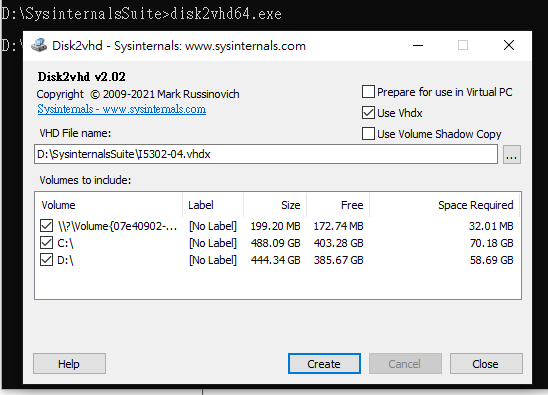 D:\SysinternalsSuite>disk2vhd64.exe
D:\
Disk2vhd - Sysinternals: www.sysinternals.com
Disk2vhd v2.02
Copyright © 2009-2021 Mark Russinovich
Sysinternals - www.sysinternals.com
Prepare for use in Virtual PC
Use Vhdx
Use Volume Shadow Copy
VHD File name:
D:\SysinternalsSuite\I5302-04.vhdx
...
Volumes to include:
Volume Label Size Free Space Required
\\?\Volume{07e40902-... [No Label] 199.20 MB 172.74 MB 32.01 MB
C:\ [No Label] 488.09 GB 403.28 GB 70.18 GB
D:\ [No Label] 444.34 GB 385.67 GB 58.69 GB
Help Create Cancel Close